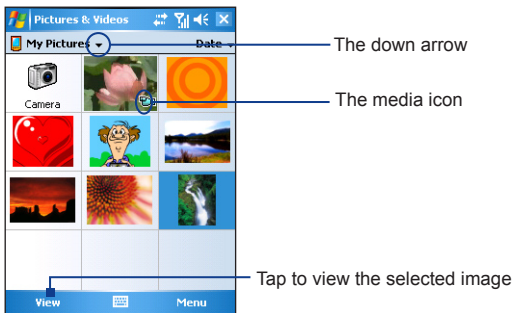 Pictures & Videos
My Pictures
Date
The down arrow
Camera
The media icon
Tap to view the selected image
View
Menu